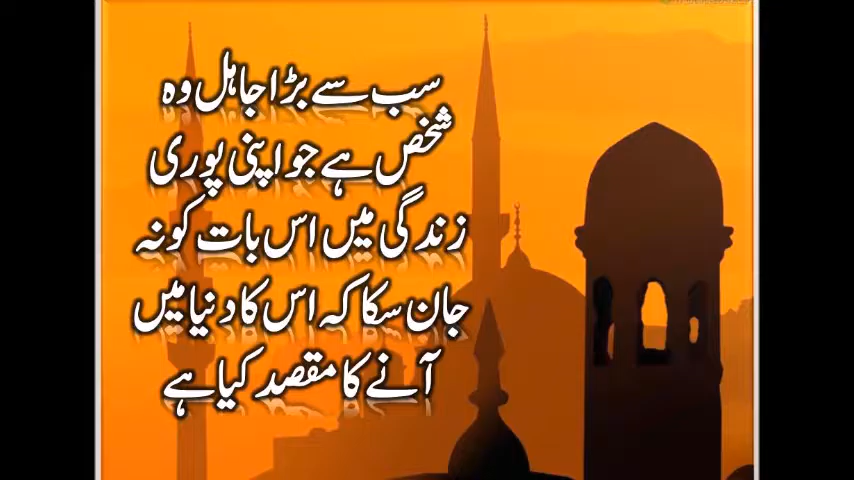 سب سے بڑا جاہل وہ
شخص ہے جو اپنی پوری
زندگی میں اس بات کو نہ
جان سکا کہ اس کا دنیا میں
آنے کا مقصد کیا ہے